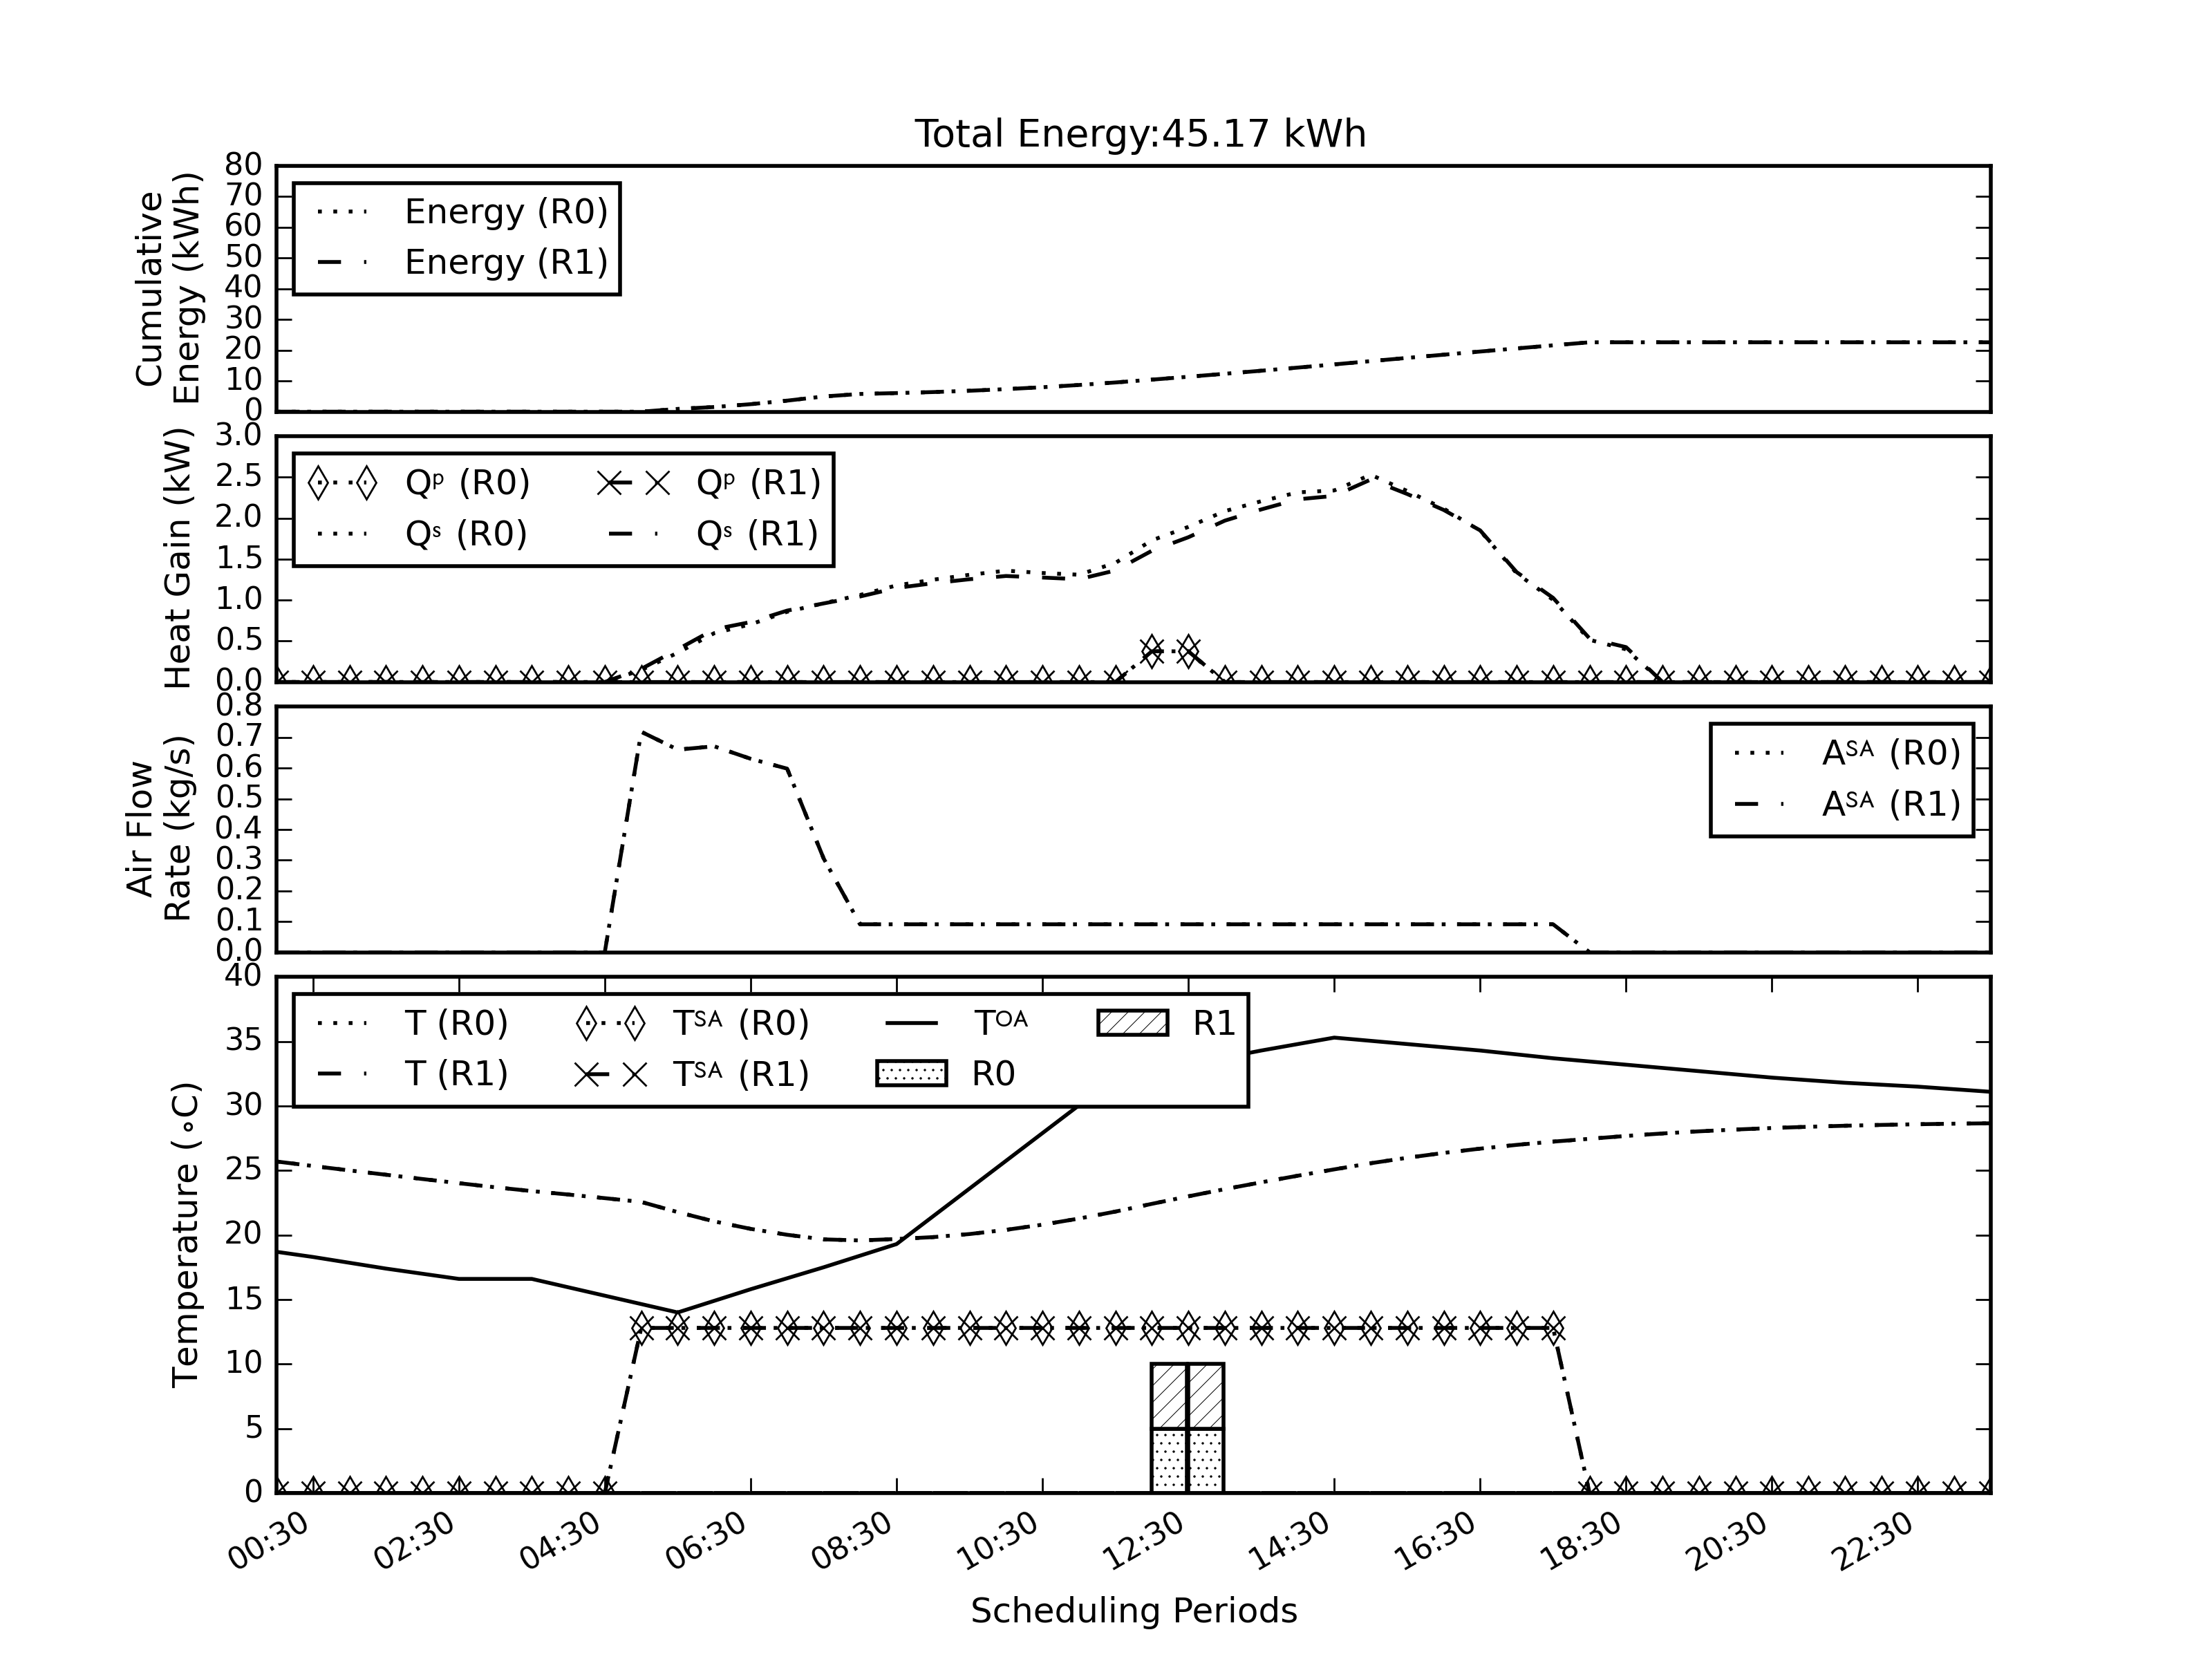 Total Energy:45.17 kWh
Cumulative
Energy (kWh)
80
70
60
50
40
30
20
10
0
Energy (R0)
Energy (R1)
Heat Gain (kW)
3.0
2.5
2.0
1.5
1.0
0.5
0.0
Qᵖ (R0) Qᵖ (R1)
Qˢ (R0) Qˢ (R1)
Air Flow
Rate (kg/s)
0.8
0.7
0.6
0.5
0.4
0.3
0.2
0.1
0.0
Aˢᴬ (R0)
Aˢᴬ (R1)
Temperature (∘C)
40
35
30
25
20
15
10
5
0
T (R0) Tˢᴬ (R0) Tᴼᴬ R1
T (R1) Tˢᴬ (R1) R0
00:30 02:30 04:30 06:30 08:30 10:30 12:30 14:30 16:30 18:30 20:30 22:30
Scheduling Periods